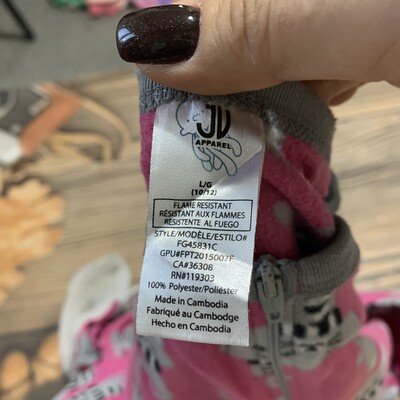 JV
APPAREL
L/G
(10/12)
FLAME RESISTANT
RÉSISTANT AUX FLAMMES
RESISTENTE AL FUEGO
STYLE/MODÈLE/ESTILO#
FG45831C
GPU#FPT2015007F
CA#36308
RN#119303
100% Polyester/Poliéster
Made in Cambodia
Fabriqué au Cambodge
Hecho en Cambodia